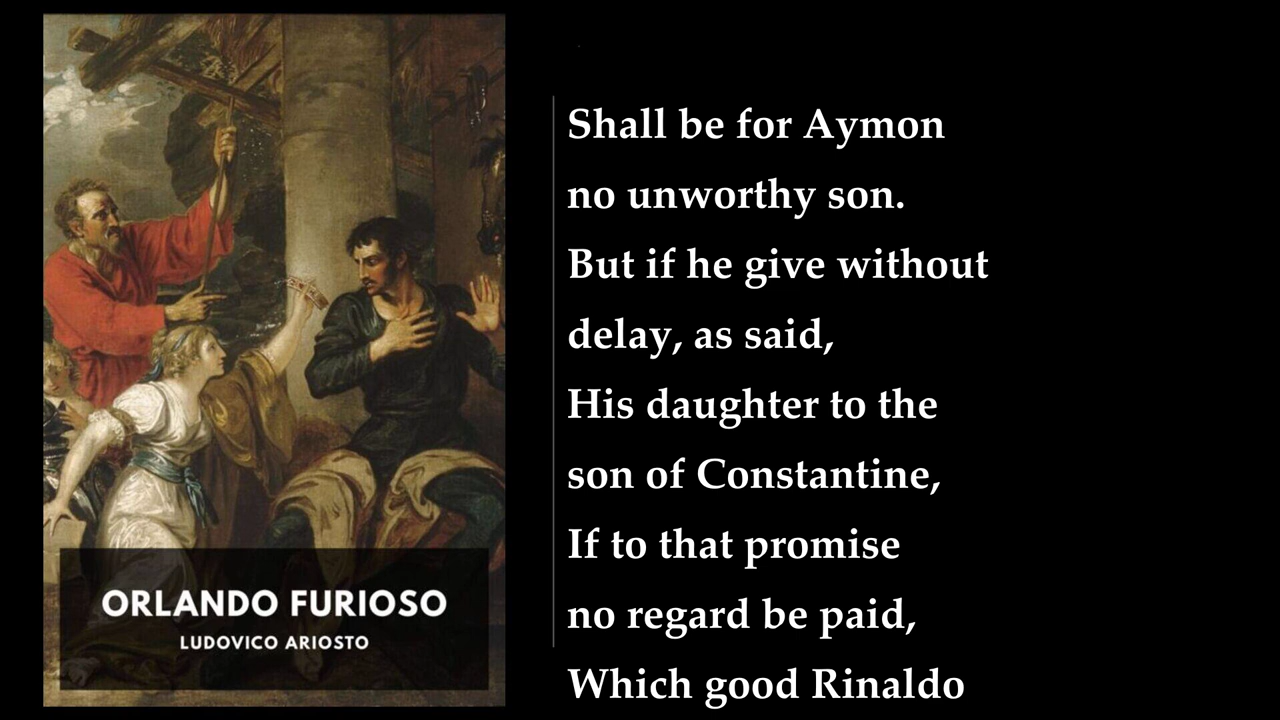 ORLANDO FURIOSO
LUDOVICO ARIOSTO
Shall be for Aymon
no unworthy son.
But if he give without
delay, as said,
His daughter to the
son of Constantine,
If to that promise
no regard be paid,
Which good Rinaldo